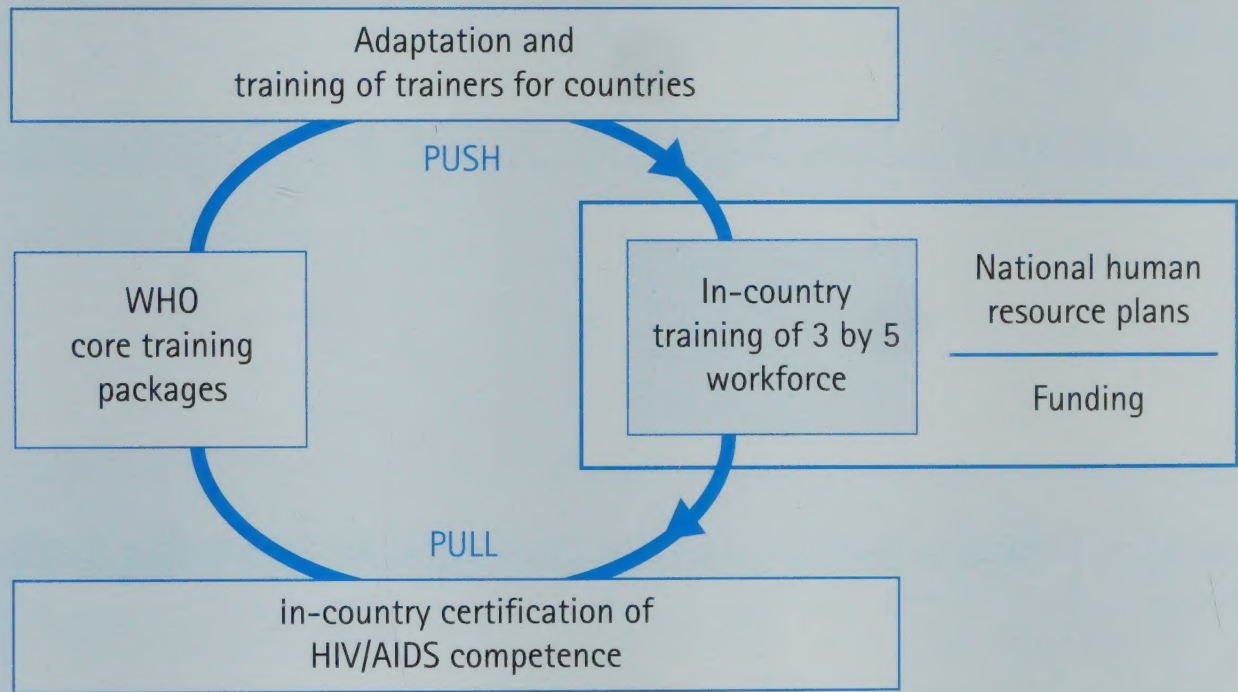 Adaptation and
training of trainers for countries
PUSH
WHO
core training
packages
In-country
training of 3 by 5
workforce
National human
resource plans
Funding
PULL
in-country certification of
HIV/AIDS competence